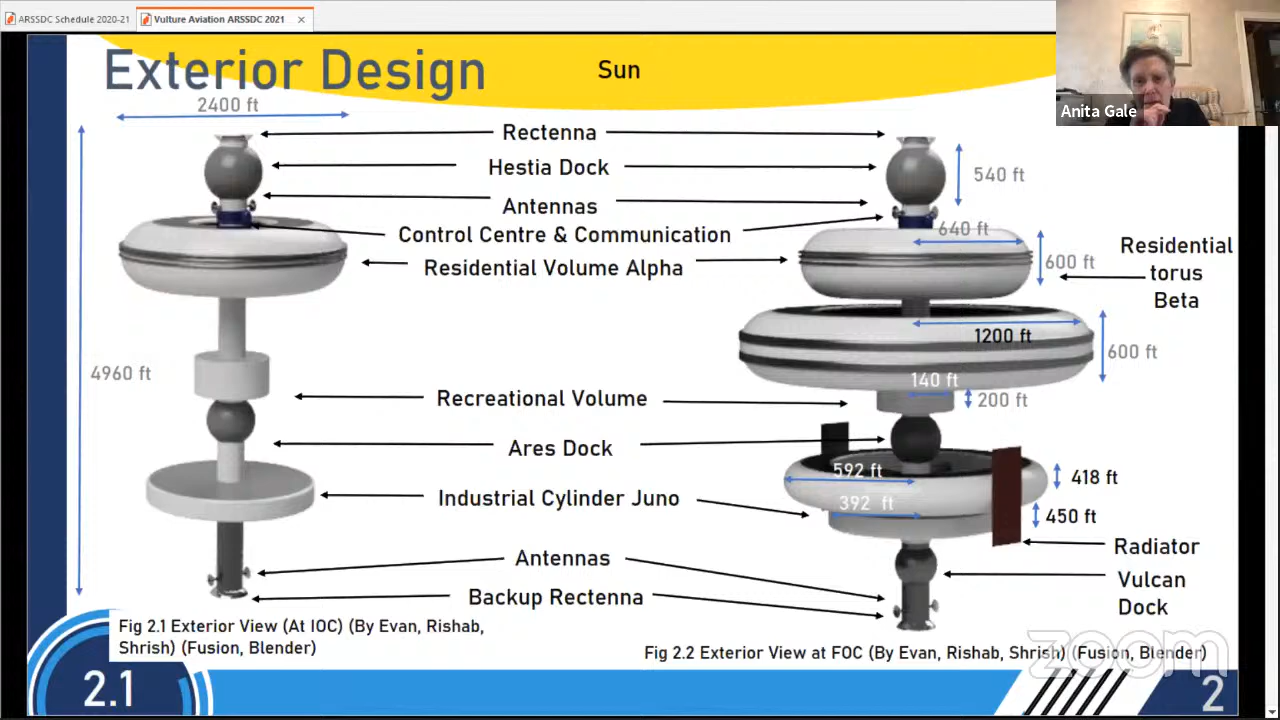 ARSSDC Schedule 2020-21
Vulture Aviation ARSSDC 2021
Anita Gale
Exterior Design
Sun
2400 ft
Rectenna
Hestia Dock
540 ft
Antennas
640 ft
Control Centre & Communication
Residential
torus
Beta
Residential Volume Alpha
600 ft
1200 ft
600 ft
4960 ft
140 ft
Recreational Volume
200 ft
Ares Dock
592 ft
418 ft
Industrial Cylinder Juno
392 ft
450 ft
Radiator
Antennas
Vulcan
Dock
Backup Rectenna
Fig 2.1 Exterior View (At IOC) (By Evan, Rishab,
Shrish) (Fusion, Blender)
Fig 2.2 Exterior View at FOC (By Evan, Rishab, Shrish) (Fusion, Blender)
zoom
2.1
2